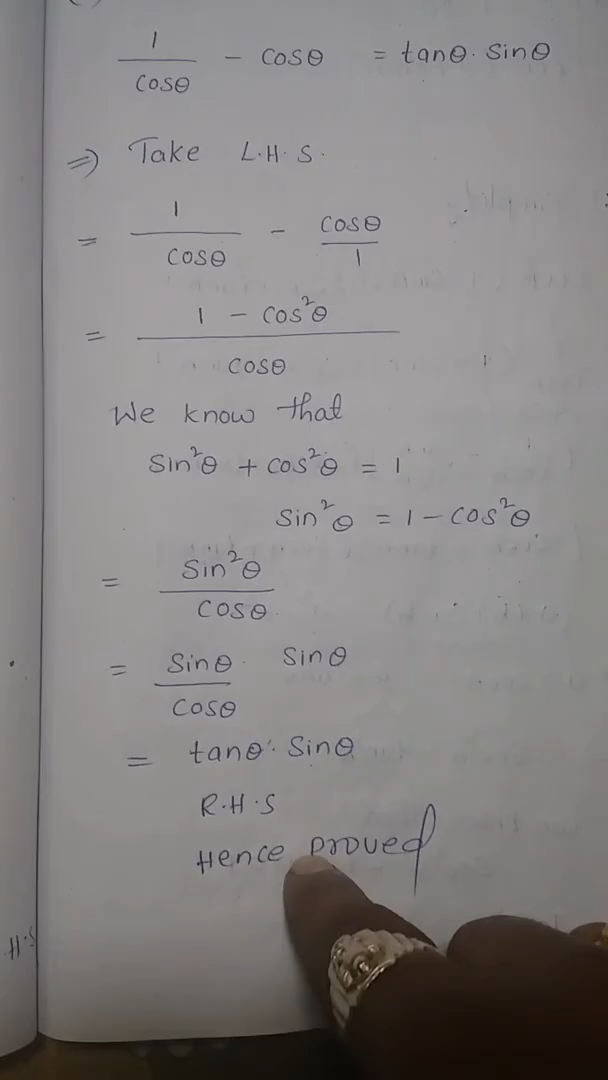 1/cosθ - cosθ = tanθ. sinθ
⇒) Take L.H.S.
= 1/cosθ - cosθ/1
= 1 - cos²θ/cosθ
We know that
sin²θ + cos²θ = 1
sin²θ = 1 - cos²θ
= sin²θ/cosθ
= sinθ/cosθ . sinθ
= tanθ. sinθ
R.H.S
Hence proved
H.S